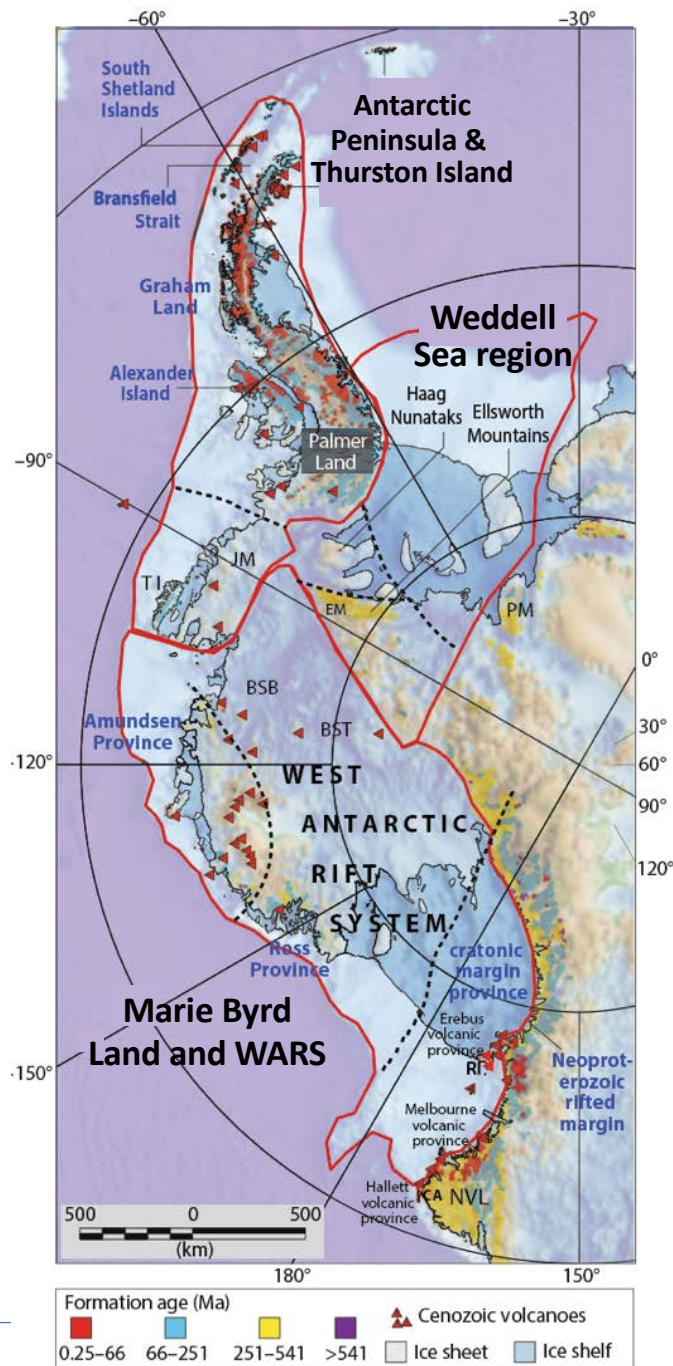 –60°
–30°
South
Shetland
Islands
Antarctic
Peninsula &
Thurston Island
Bransfield
Strait
Graham
Land
Weddell
Sea region
Alexander
Island
Haag
Nunataks
Ellsworth
Mountains
Palmer
Land
–90°
JM
TI
EM
PM
0°
BSB
30°
Amundsen
Province
BST
60°
-120°
WEST
90°
ANTARCTIC
120°
RIFT
SYSTEM
Ross
Province
cratonic
margin
province
Marie Byrd
Land and WARS
Erebus
volcanic
province
RI.
Neoprot-
erozoic
rifted
margin
-150°
Melbourne
volcanic
province
Hallett
volcanic
province
CA
NVL
500 0 500
(km)
180°
150°
Formation age (Ma)
Cenozoic volcanoes
0.25–66 66–251 251–541 >541
Ice sheet
Ice shelf